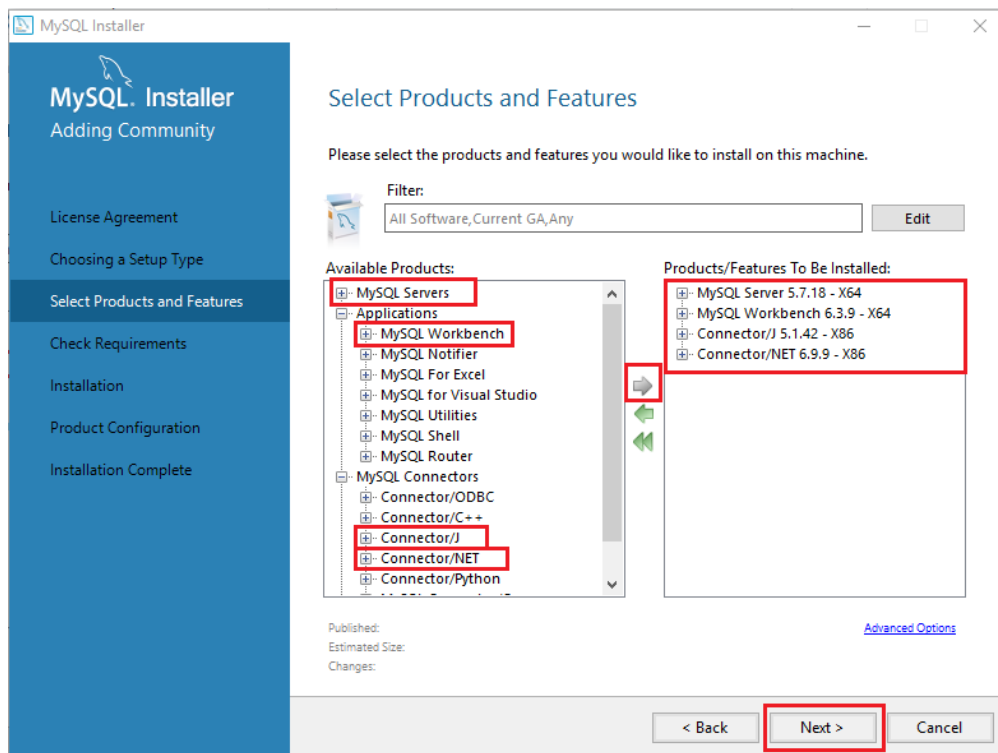 MySQL Installer
MySQL. Installer
Adding Community
License Agreement
Choosing a Setup Type
Select Products and Features
Check Requirements
Installation
Product Configuration
Installation Complete
Select Products and Features
Please select the products and features you would like to install on this machine.
Filter:
All Software,Current GA,Any
Edit
Available Products:
MySQL Servers
Applications
MySQL Workbench
MySQL Notifier
MySQL For Excel
MySQL for Visual Studio
MySQL Utilities
MySQL Shell
MySQL Router
MySQL Connectors
Connector/ODBC
Connector/C++
Connector/J
Connector/NET
Connector/Python
Products/Features To Be Installed:
MySQL Server 5.7.18 - X64
MySQL Workbench 6.3.9 - X64
Connector/J 5.1.42 - X86
Connector/NET 6.9.9 - X86
Published:
Estimated Size:
Changes:
Advanced Options
< Back
Next >
Cancel